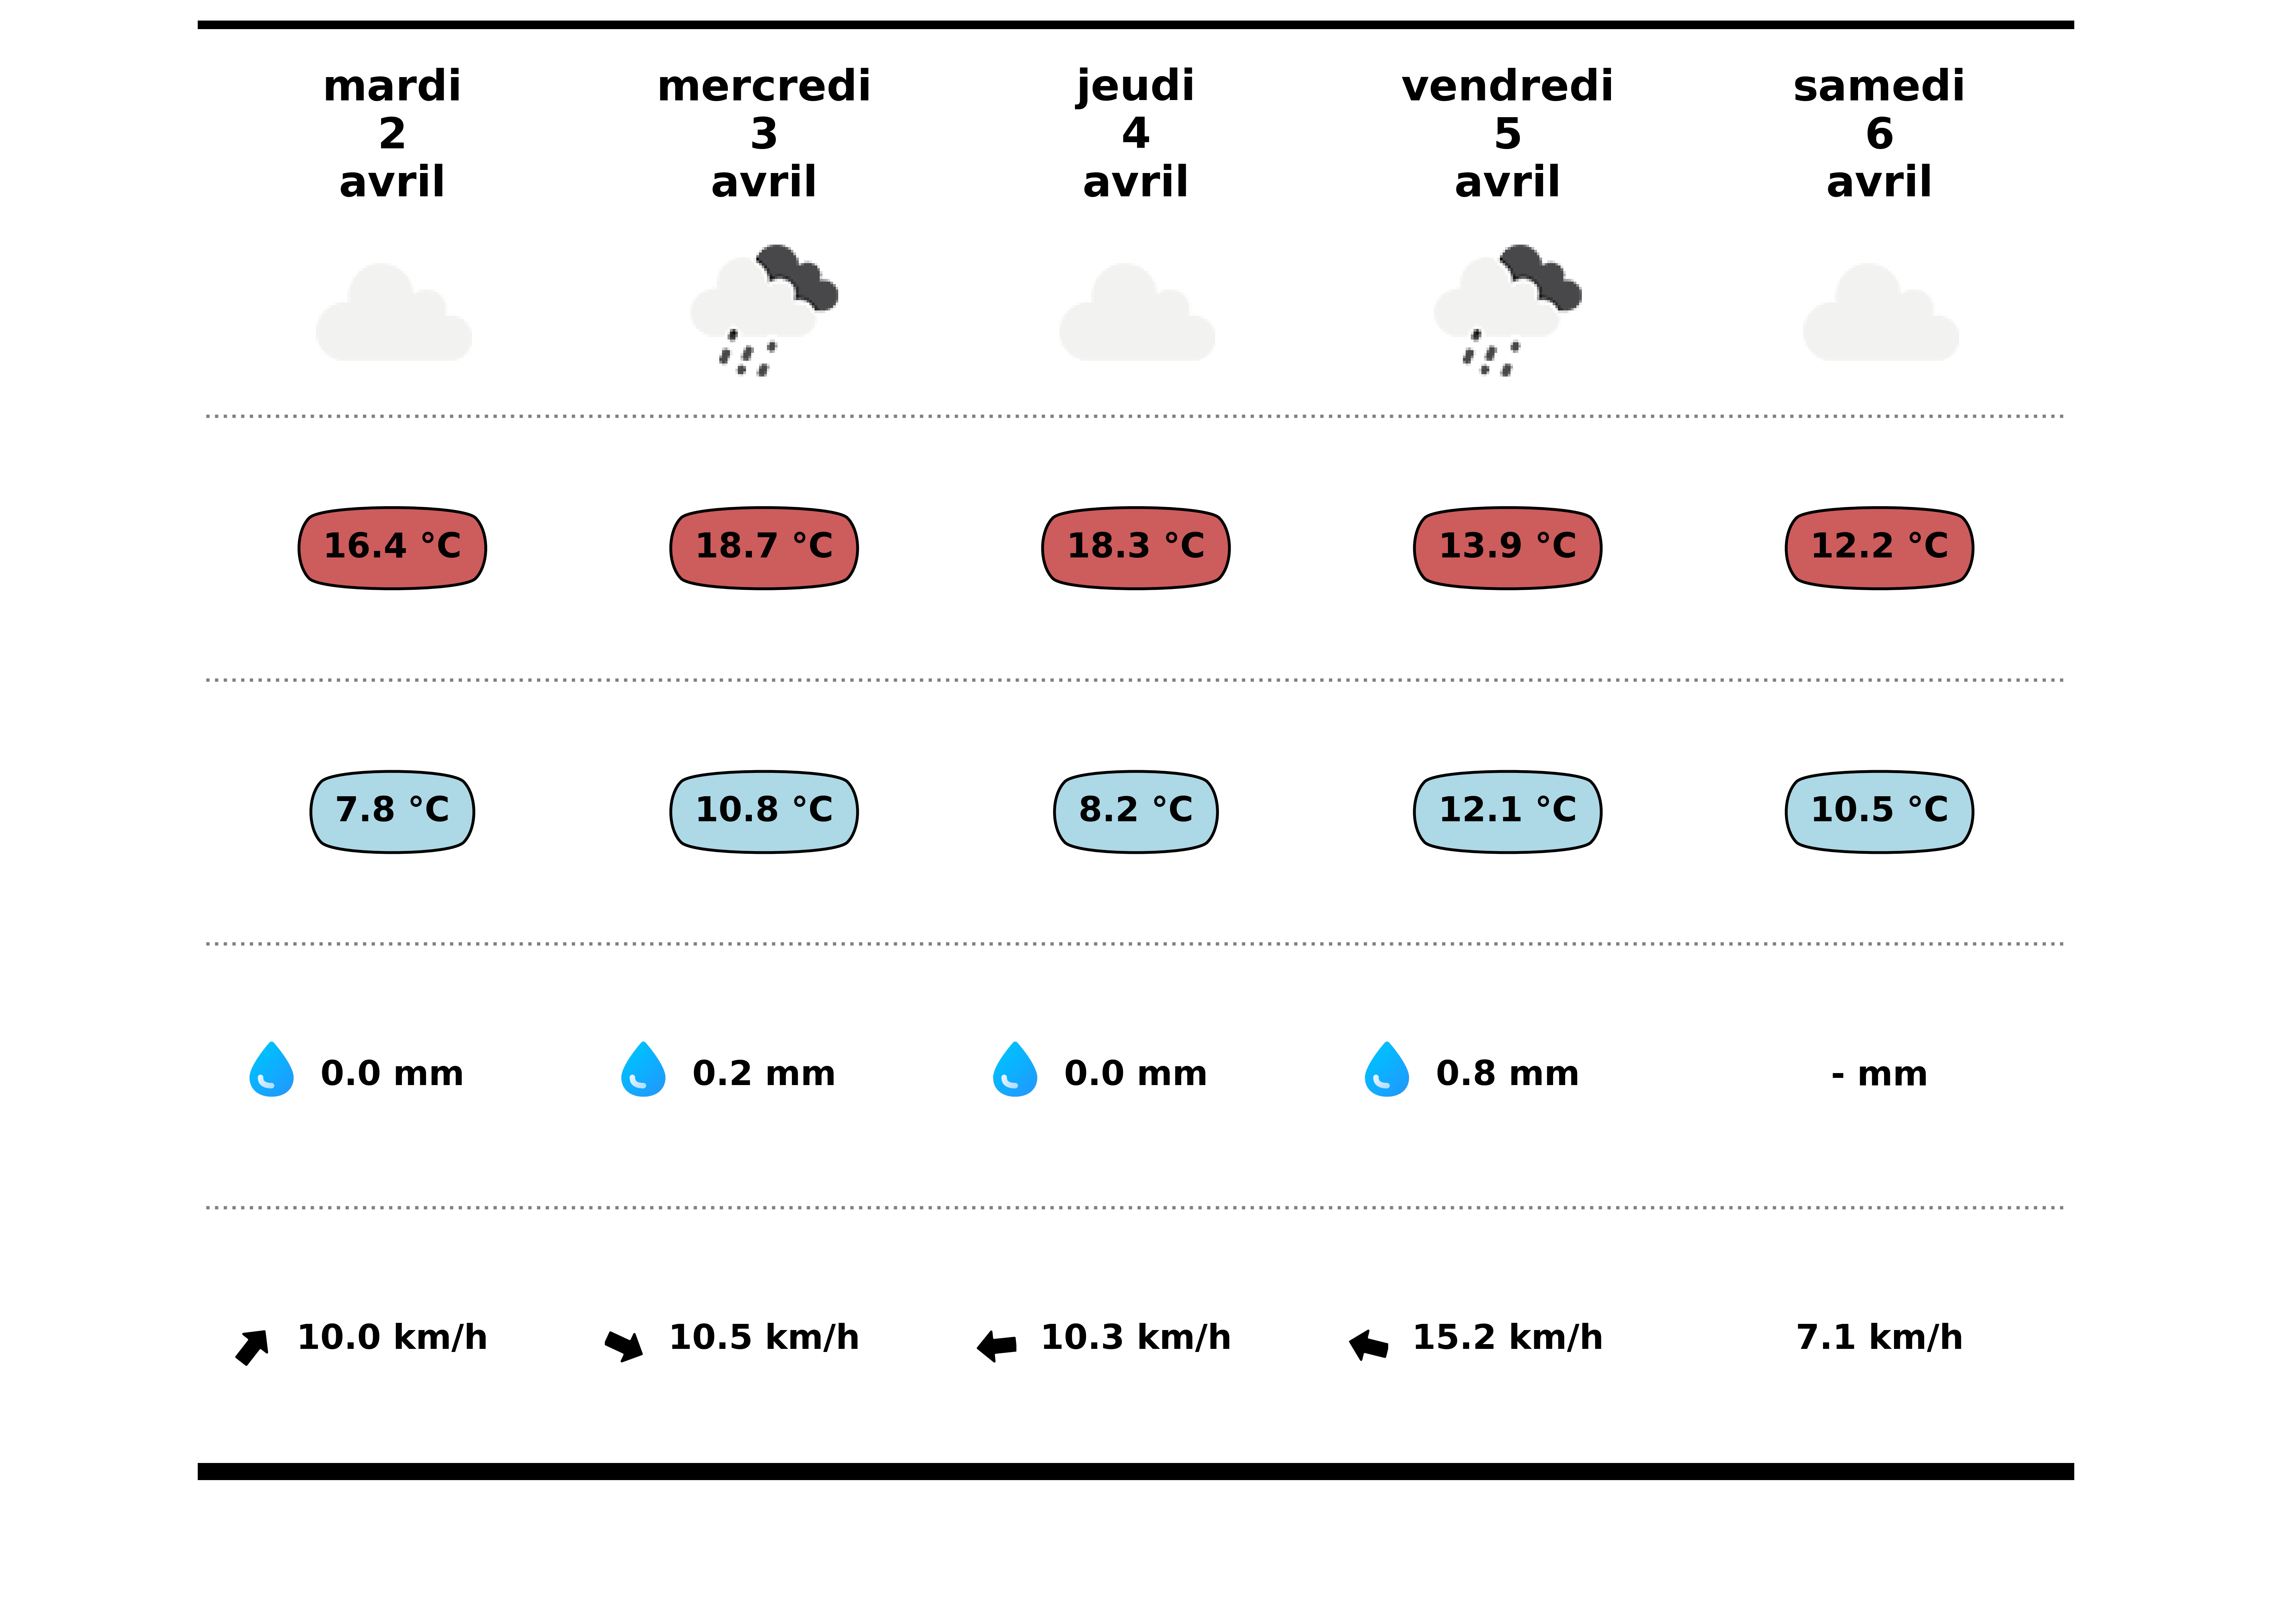 mardi
2
avril
mercredi
3
avril
jeudi
4
avril
vendredi
5
avril
samedi
6
avril
16.4 °C
18.7 °C
18.3 °C
13.9 °C
12.2 °C
7.8 °C
10.8 °C
8.2 °C
12.1 °C
10.5 °C
0.0 mm
0.2 mm
0.0 mm
0.8 mm
- mm
10.0 km/h
10.5 km/h
10.3 km/h
15.2 km/h
7.1 km/h